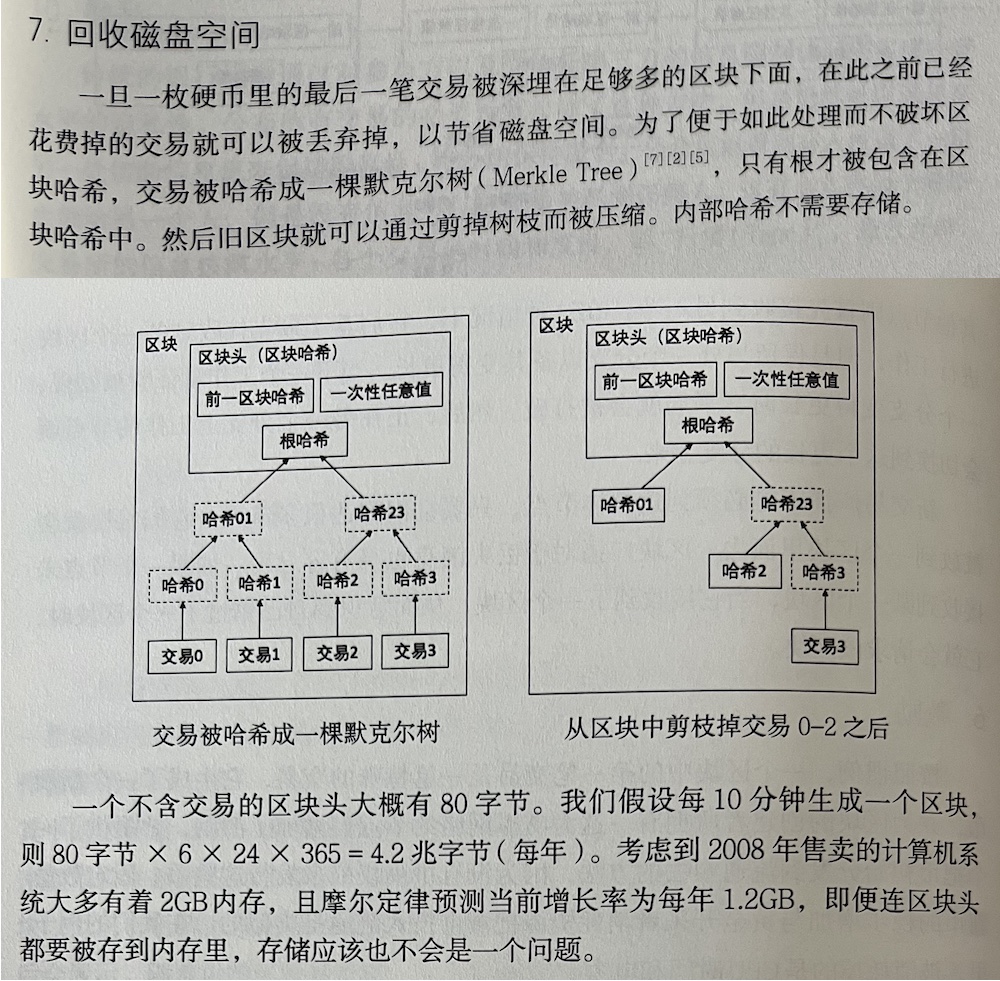 7. 回收磁盘空间
一旦一枚硬币里的最后一笔交易被深埋在足够多的区块下面，在此之前已经
花费掉的交易就可以被丢弃掉，以节省磁盘空间。为了便于如此处理而不破坏区
块哈希，交易被哈希成一棵默克尔树（Merkle Tree）[7][2][5]，只有根才被包含在区
块哈希中。然后旧区块就可以通过剪掉树枝而被压缩。内部哈希不需要存储。
区块
区块头（区块哈希）
前一区块哈希 一次性任意值
根哈希
哈希01 哈希23
哈希0 哈希1 哈希2 哈希3
交易0 交易1 交易2 交易3
交易被哈希成一棵默克尔树
区块
区块头（区块哈希）
前一区块哈希 一次性任意值
根哈希
哈希01 哈希23
哈希2 哈希3
交易3
从区块中剪枝掉交易 0-2 之后
一个不含交易的区块头大概有 80 字节。我们假设每 10 分钟生成一个区块，
则 80 字节 × 6 × 24 × 365 = 4.2 兆字节（每年）。考虑到 2008 年售卖的计算机系
统大多有着 2GB 内存，且摩尔定律预测当前增长率为每年 1.2GB，即便连区块头
都要被存到内存里，存储应该也不会是一个问题。